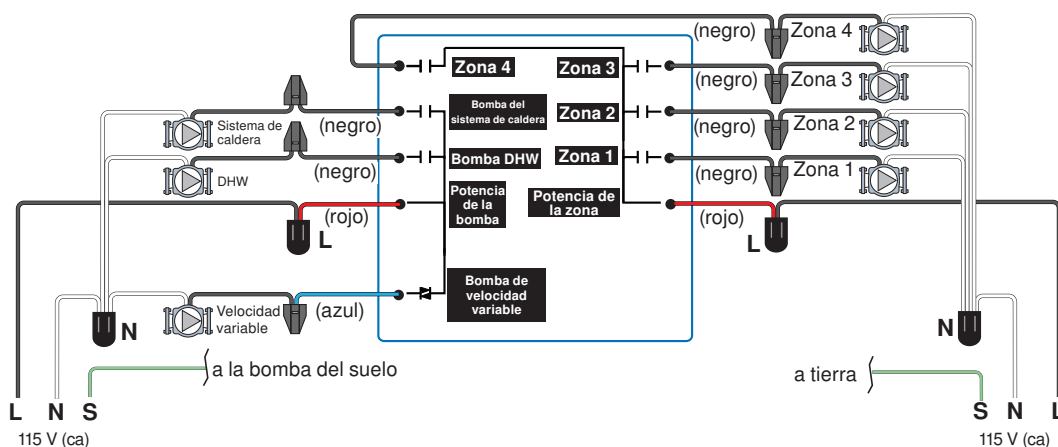 (negro)
Zona 4
Zona 4
Zona 3
(negro)
Zona 3
Sistema de
caldera
(negro)
Bomba del
sistema de caldera
Zona 2
(negro)
Zona 2
DHW
(negro)
Bomba DHW
Zona 1
(negro)
Zona 1
(rojo)
L
Potencia
de la
bomba
Potencia de
la zona
(rojo)
L
N
Velocidad
variable
(azul)
Bomba de
velocidad
variable
N
a la bomba del suelo
a tierra
L N S
115 V (ca)
S N L
115 V (ca)